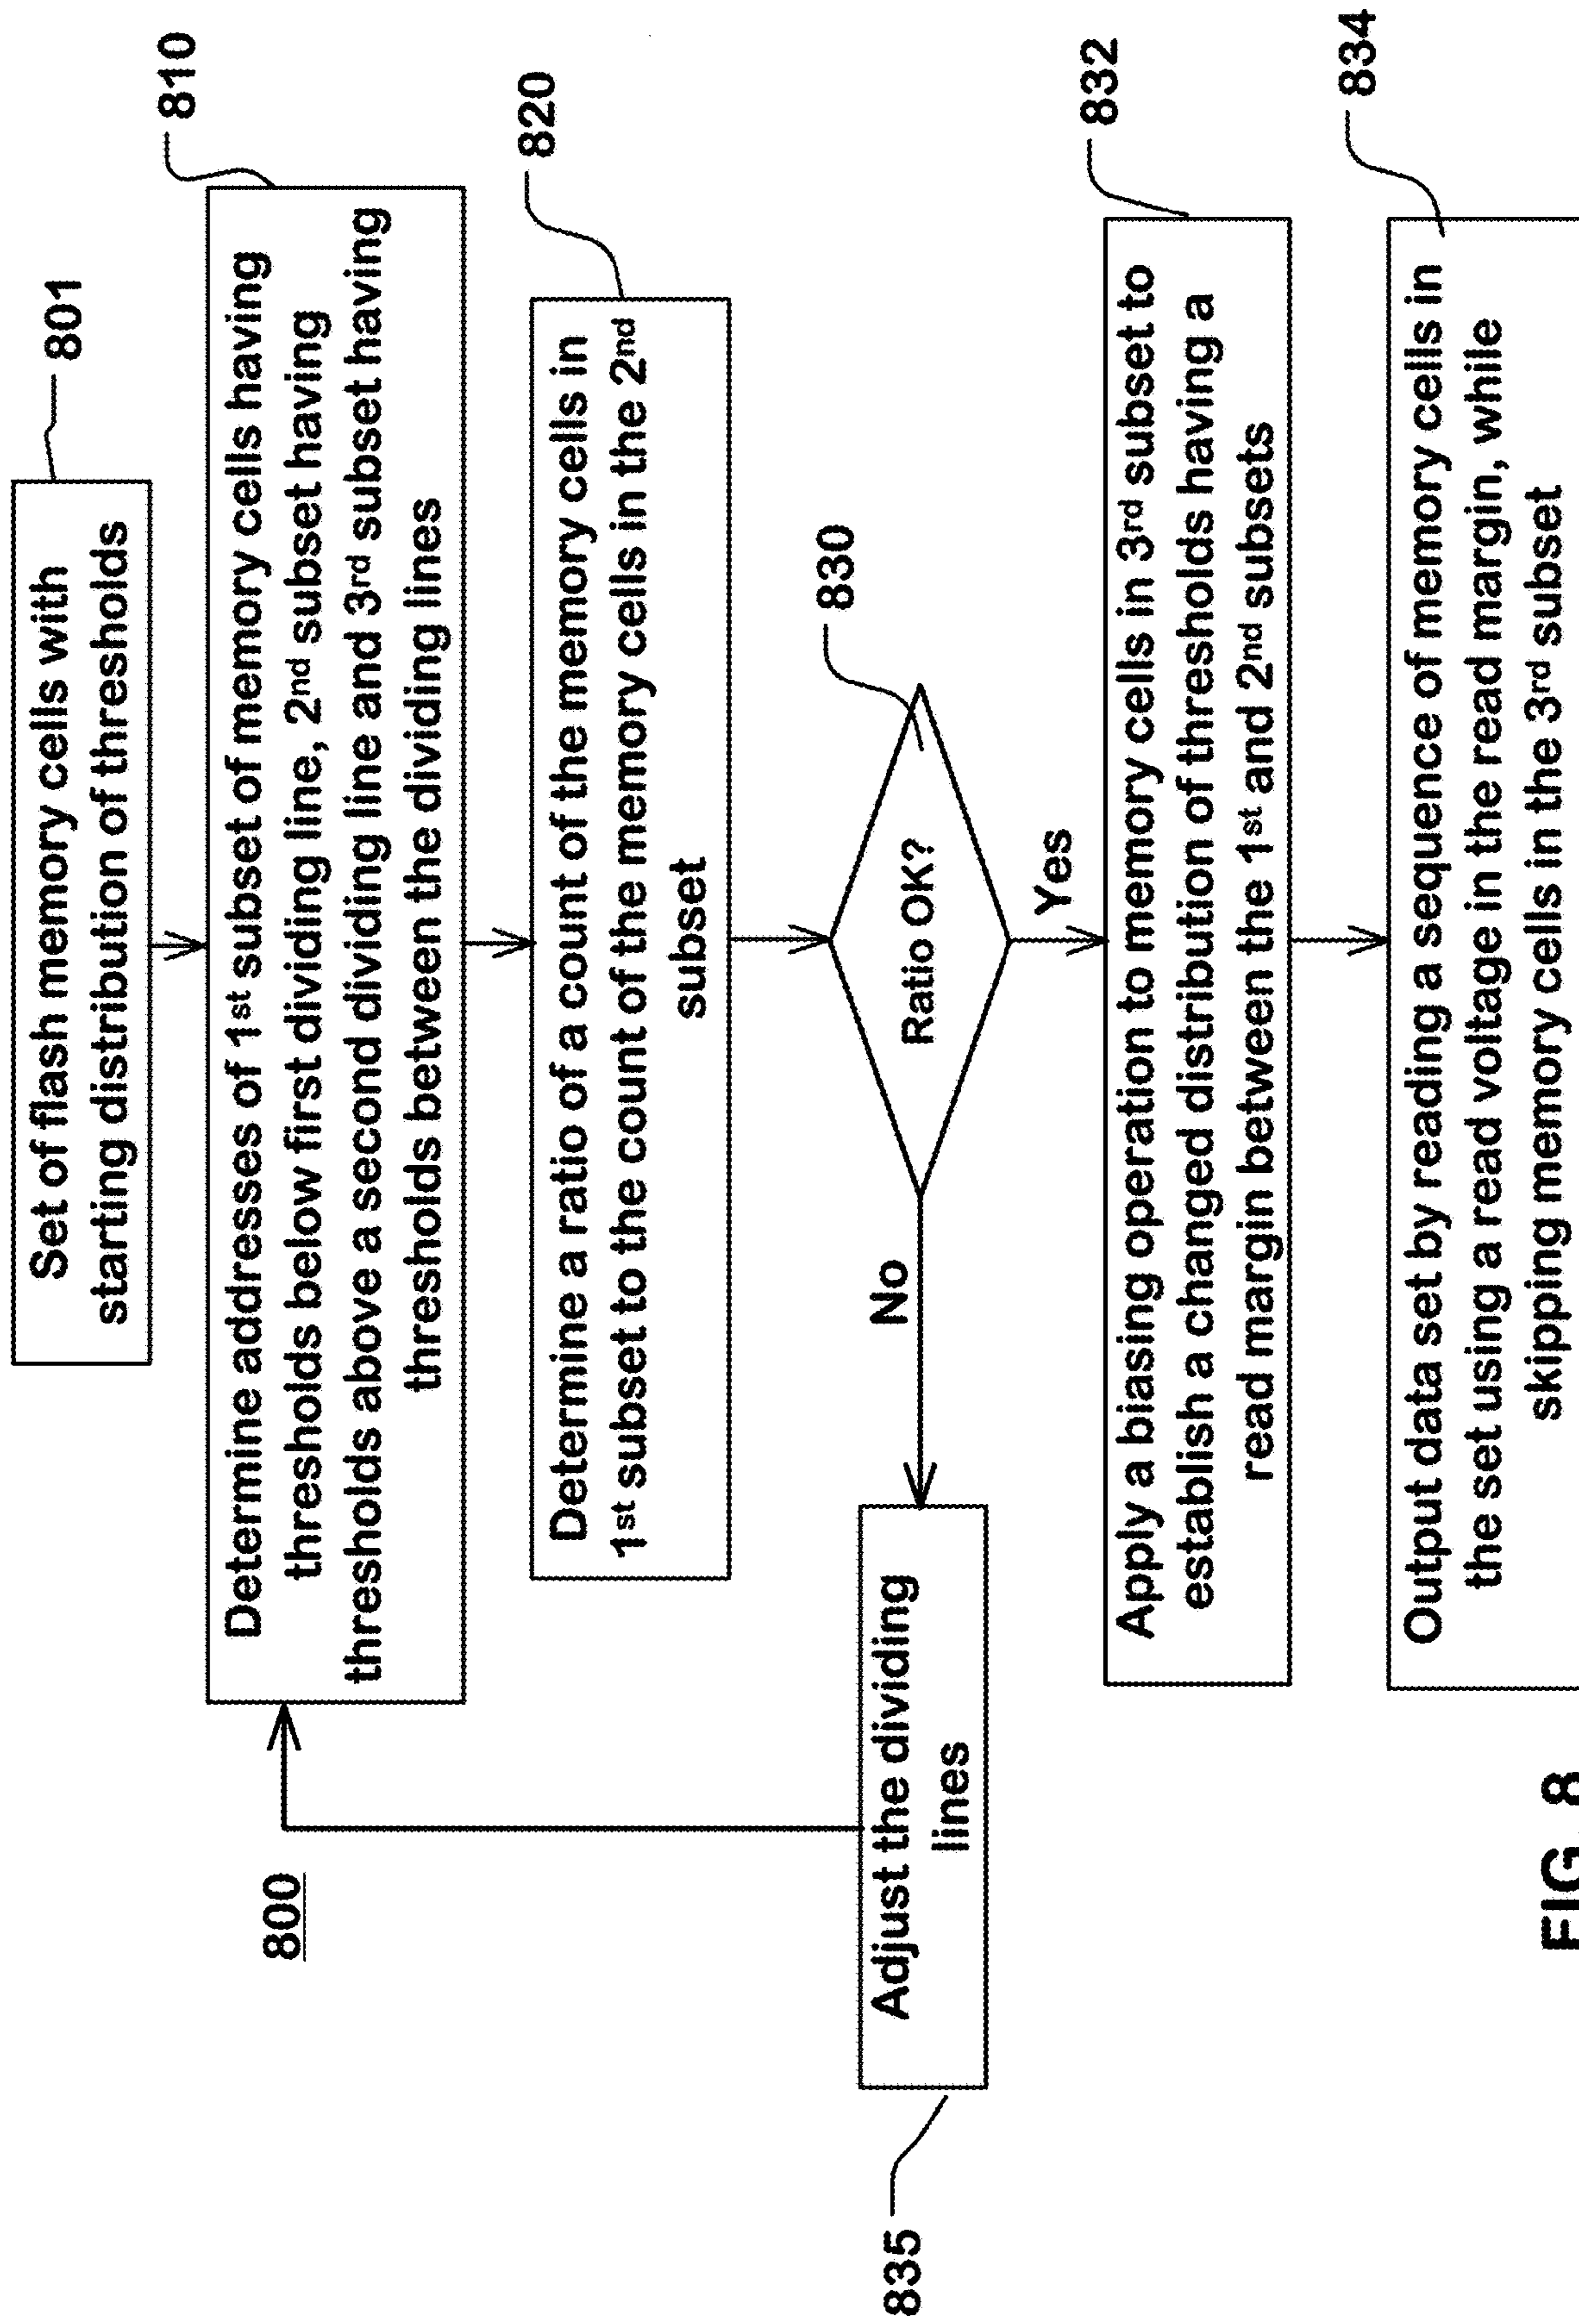 801
Set of flash memory cells with
starting distribution of thresholds
810
Determine addresses of 1st subset of memory cells having
thresholds below first dividing line, 2nd subset having
thresholds above a second dividing line and 3rd subset having
thresholds between the dividing lines
800
820
Determine a ratio of a count of the memory cells in
1st subset to the count of the memory cells in the 2nd
subset
830
Ratio OK?
No
Yes
Adjust the dividing
lines
835
832
Apply a biasing operation to memory cells in 3rd subset to
establish a changed distribution of thresholds having a
read margin between the 1st and 2nd subsets
834
Output data set by reading a sequence of memory cells in
the set using a read voltage in the read margin, while
skipping memory cells in the 3rd subset
FIG. 8